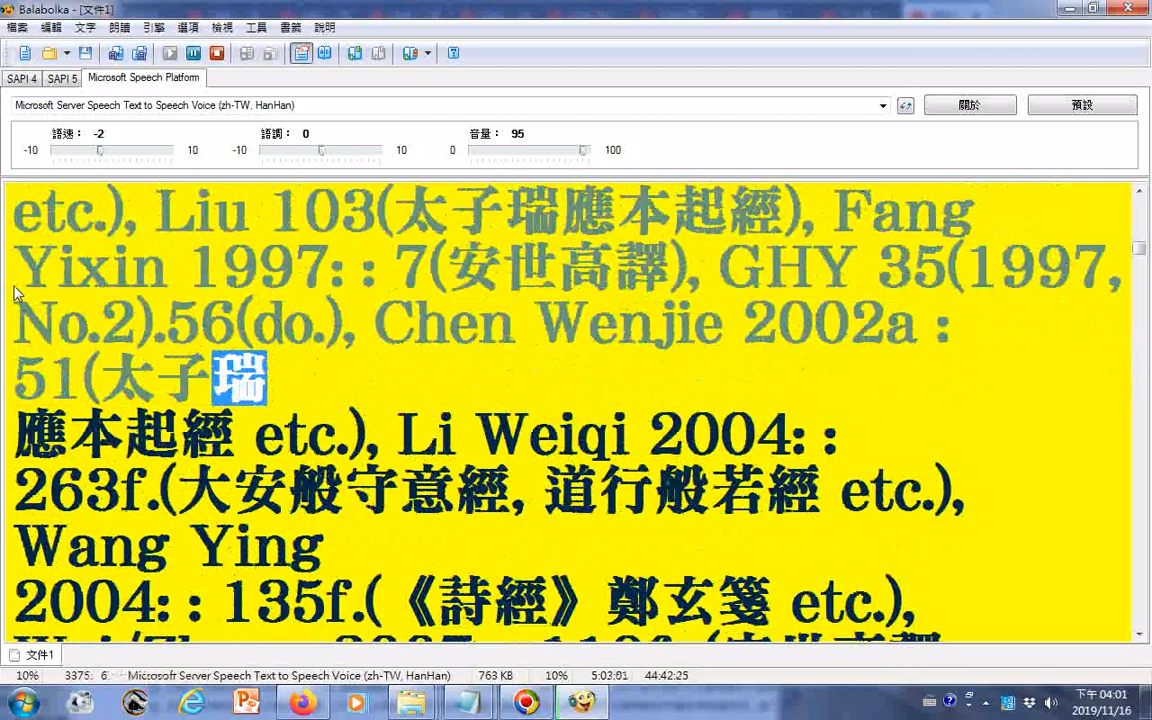 Balabolka - [文件1]
檔案 編輯 文字 朗讀 引擎 選項 檢視 工具 書籤 說明
SAPI 4 SAPI 5 Microsoft Speech Platform
Microsoft Server Speech Text to Speech Voice (zh-TW, HanHan) 關於 預設
語速： -2 語調： 0 音量： 95
-10 10 -10 10 0 100
etc.), Liu 103(太子瑞應本起經), Fang
Yixin 1997: : 7(安世高譯), GHY 35(1997,
No.2).56(do.), Chen Wenjie 2002a :
51(太子瑞
應本起經 etc.), Li Weiqi 2004: :
263f.(大安般守意經, 道行般若經 etc.),
Wang Ying
2004: : 135f.(《詩經》鄭玄箋 etc.),
文件1
10% Microsoft Server Speech Text to Speech Voice (zh-TW, HanHan) 763 KB 10% 5:03:01 44:42:25
下午 04:01
2019/11/16